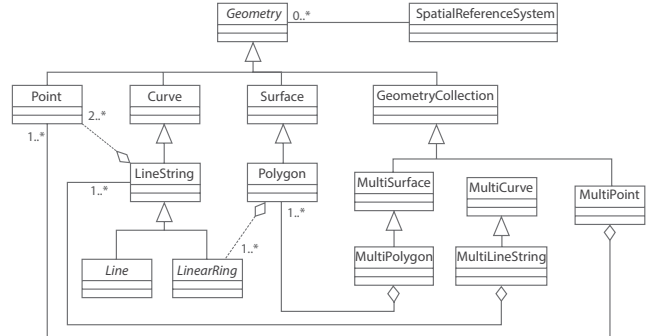 Geometry
0..*
SpatialReferenceSystem
Point
Curve
Surface
GeometryCollection
2..*
1..*
LineString
Polygon
MultiSurface
MultiCurve
MultiPoint
1..*
1..*
1..*
Line
LinearRing
MultiPolygon
MultiLineString